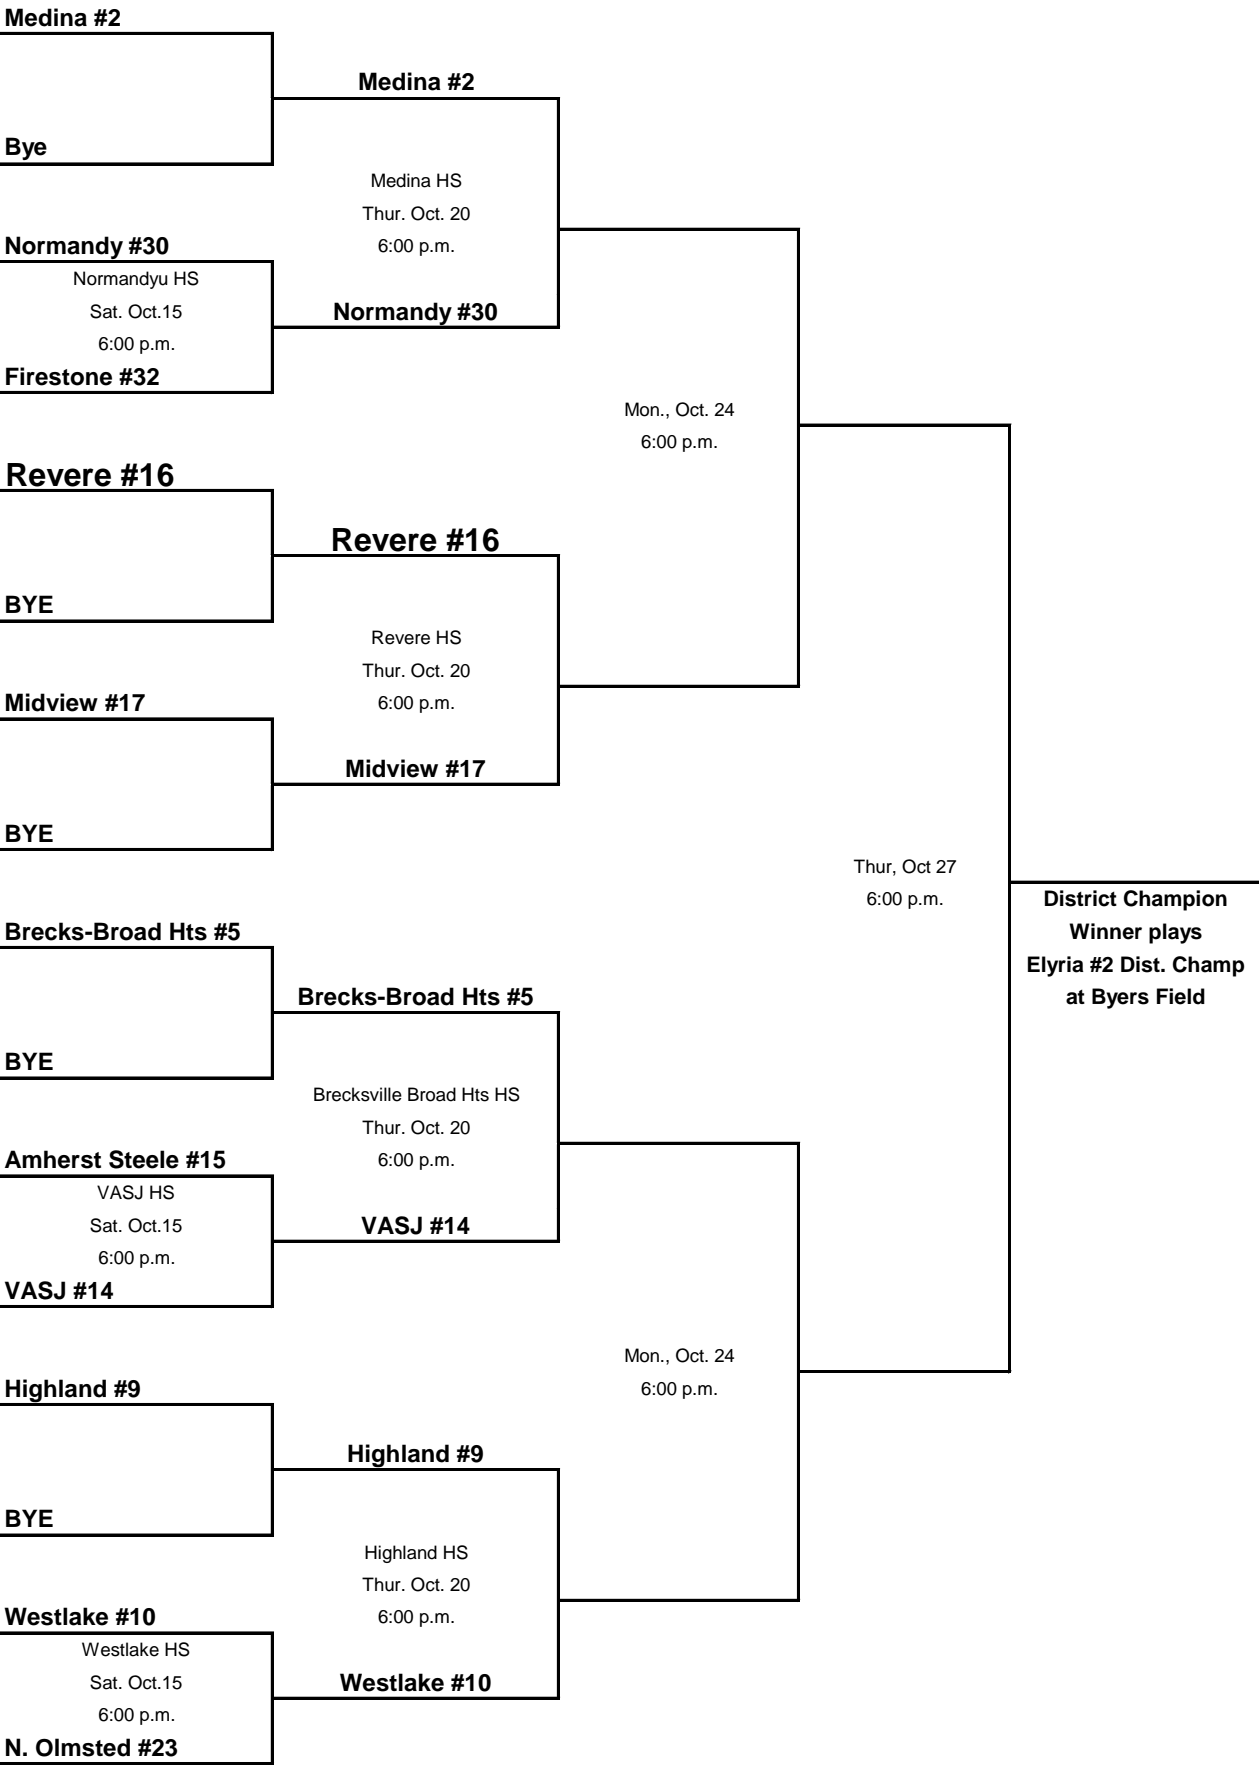 Medina #2
Medina #2
Bye
Medina HS
Thur. Oct. 20
6:00 p.m.
Normandy #30
Normandyu HS
Sat. Oct.15
6:00 p.m.
Normandy #30
Firestone #32
Mon., Oct. 24
6:00 p.m.
Revere #16
Revere #16
BYE
Revere HS
Thur. Oct. 20
6:00 p.m.
Midview #17
Midview #17
BYE
Thur, Oct 27
6:00 p.m.
District Champion
Winner plays
Elyria #2 Dist. Champ
at Byers Field
Brecks-Broad Hts #5
Brecks-Broad Hts #5
BYE
Brecksville Broad Hts HS
Thur. Oct. 20
6:00 p.m.
Amherst Steele #15
VASJ HS
Sat. Oct.15
6:00 p.m.
VASJ #14
VASJ #14
Mon., Oct. 24
6:00 p.m.
Highland #9
Highland #9
BYE
Highland HS
Thur. Oct. 20
6:00 p.m.
Westlake #10
Westlake HS
Sat. Oct.15
6:00 p.m.
Westlake #10
N. Olmsted #23